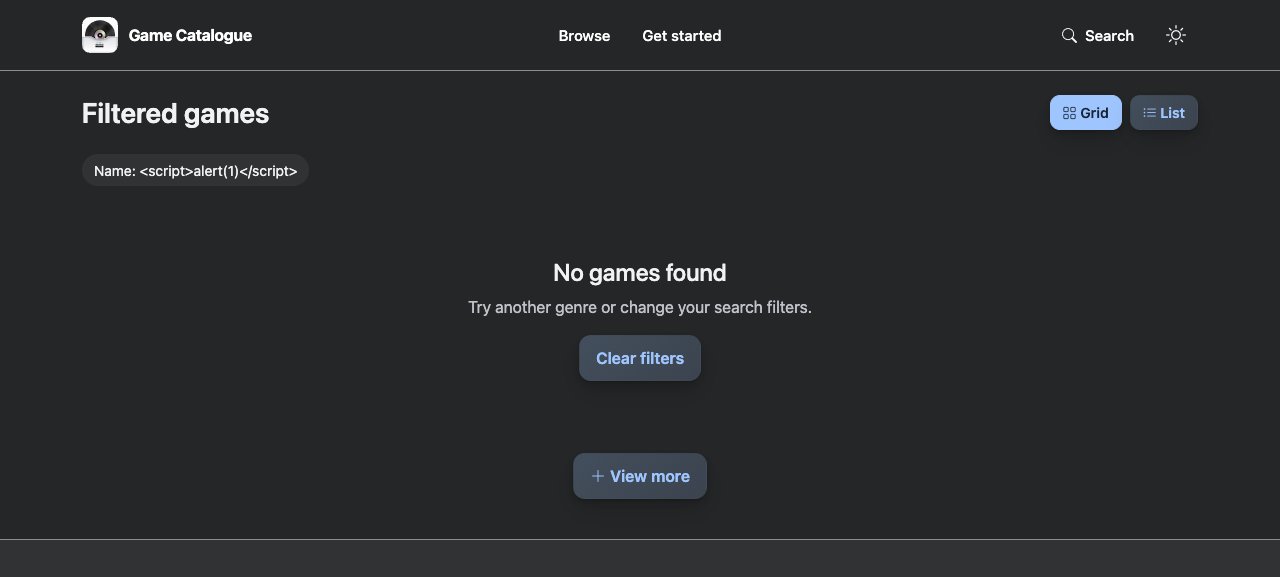 Game Catalogue
Browse
Get started
Search
Filtered games
Grid
List
Name: <script>alert(1)</script>
No games found
Try another genre or change your search filters.
Clear filters
View more